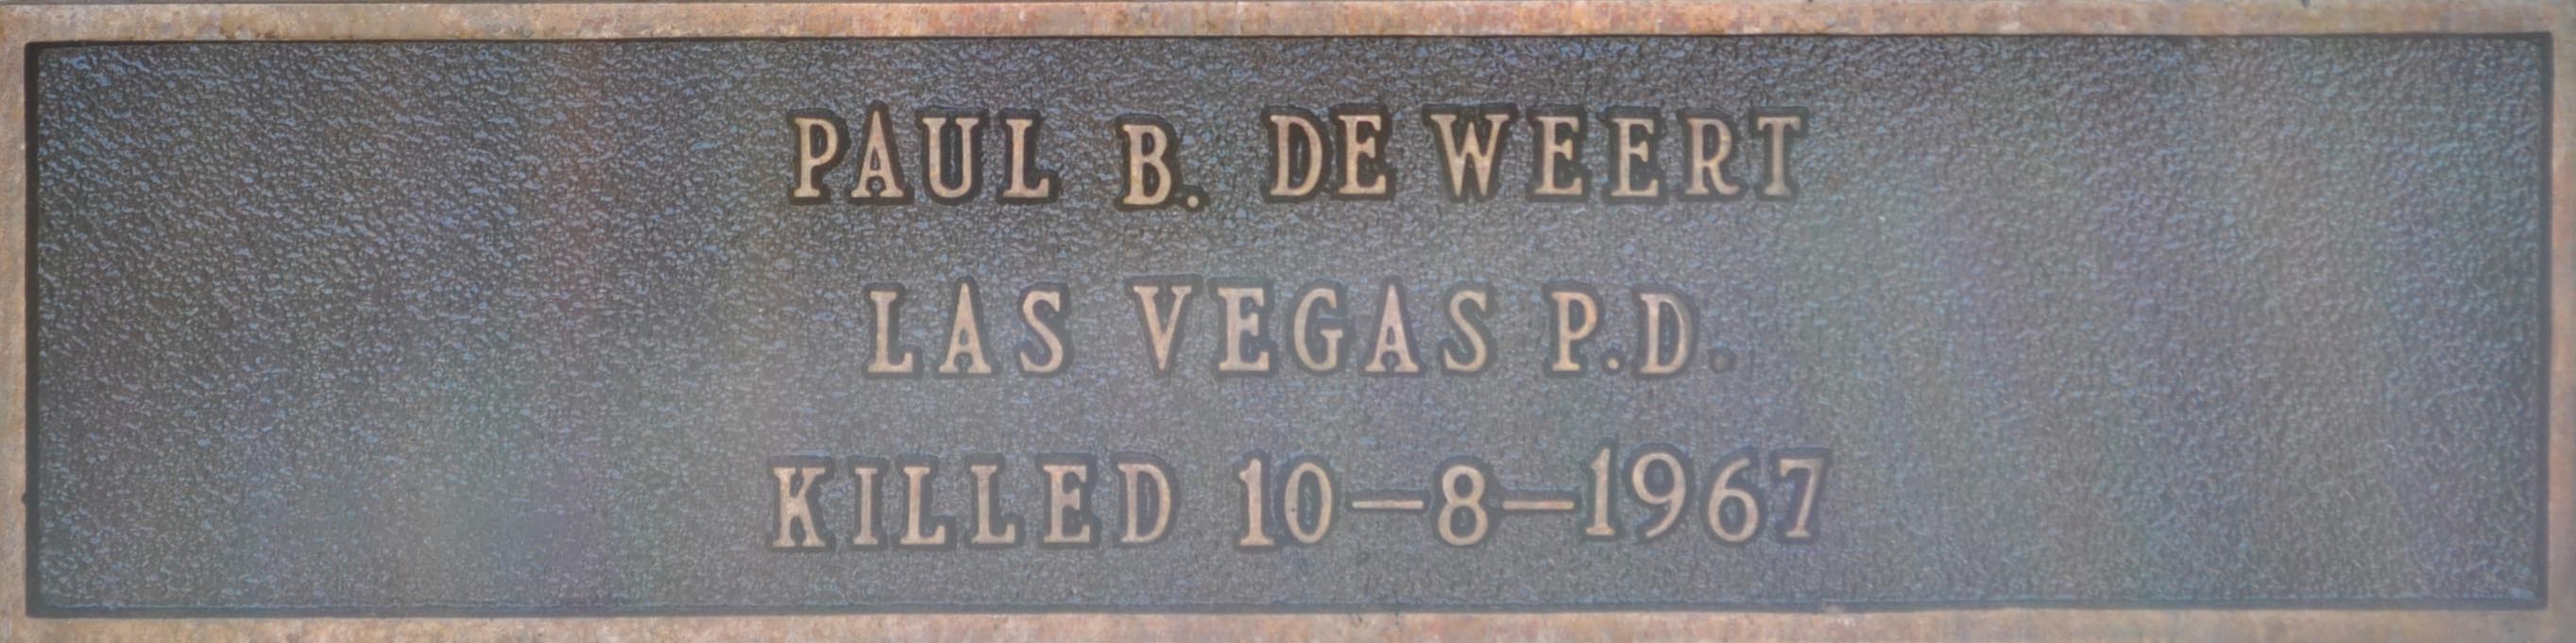 PAUL B. DE WEERT
LAS VEGAS P.D.
KILLED 10-8-1967